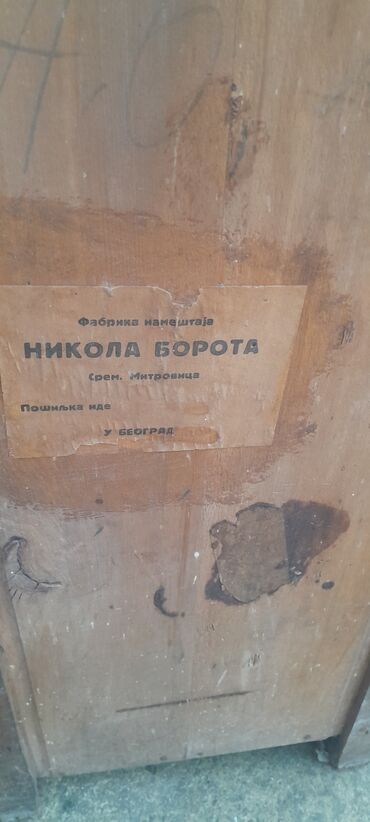 Фабрика намештаја
НИКОЛА БОРОТА
Срем. Митровица
Пошиљка иде
У БЕОГРАД